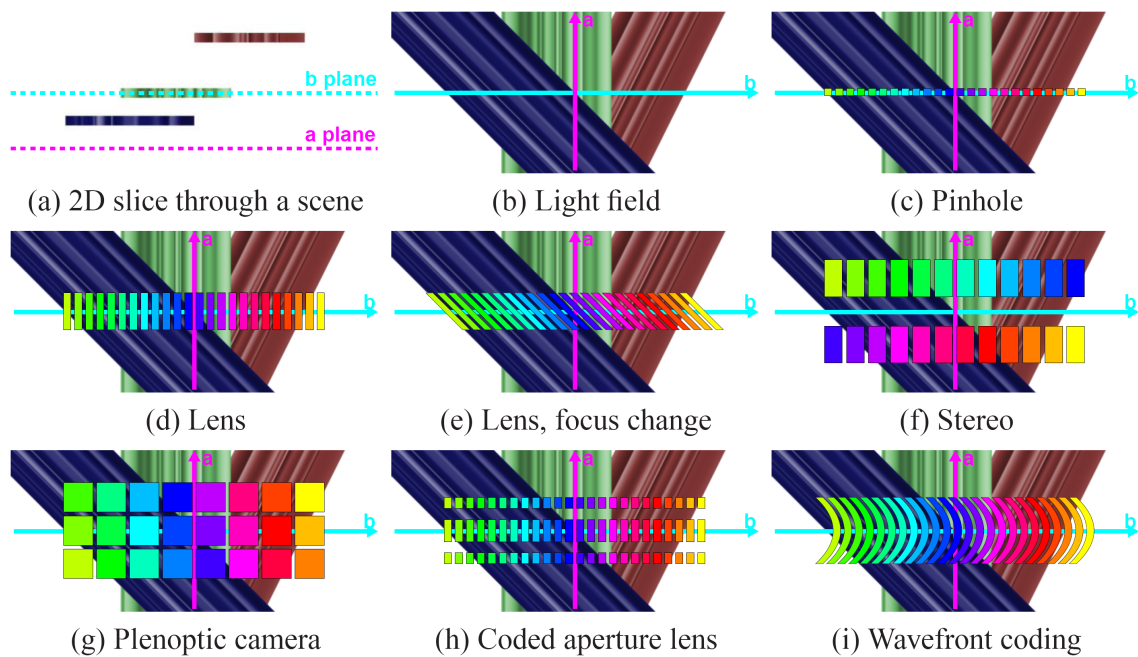 b plane
a plane
(a) 2D slice through a scene
a
b
(b) Light field
a
b
(c) Pinhole
a
b
(d) Lens
a
b
(e) Lens, focus change
a
b
(f) Stereo
a
b
(g) Plenoptic camera
a
b
(h) Coded aperture lens
a
b
(i) Wavefront coding